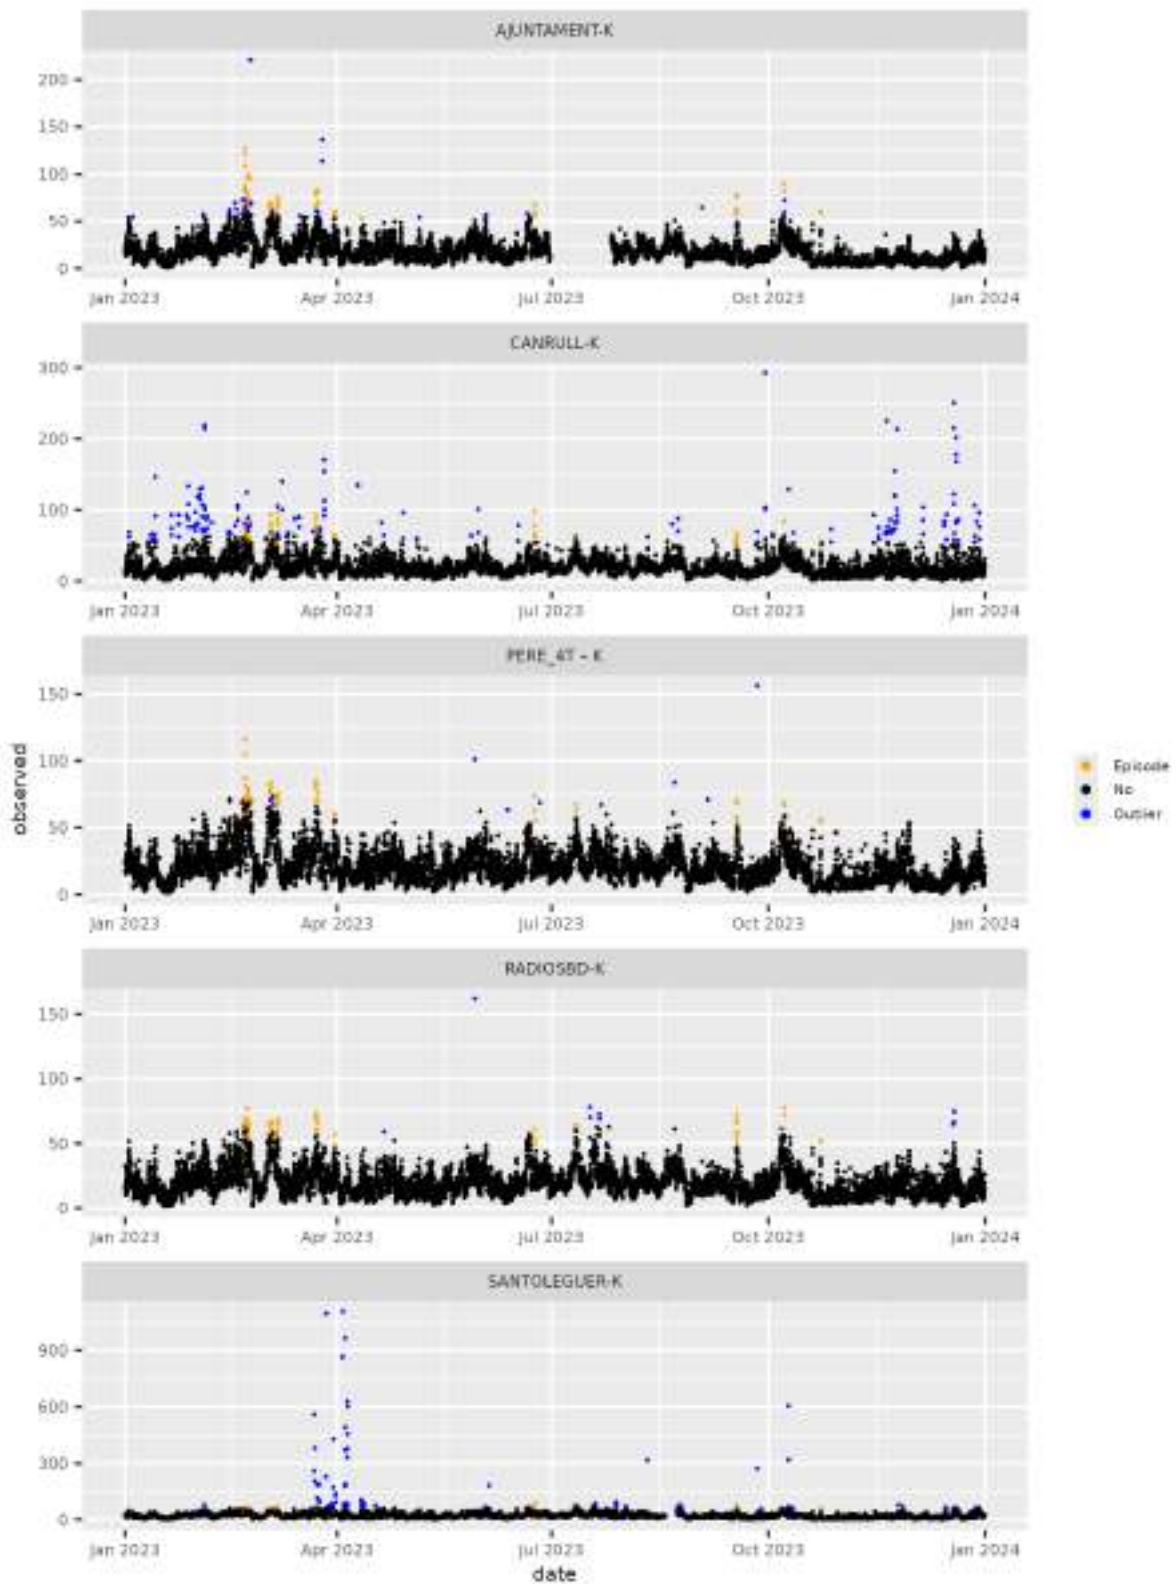 AJUNTAMENT-K
200
150
100
50
0
Jan 2023 Apr 2023 Jul 2023 Oct 2023 Jan 2024
CANRULL-K
300
200
100
0
Jan 2023 Apr 2023 Jul 2023 Oct 2023 Jan 2024
PERE_4T - K
150
100
50
0
Jan 2023 Apr 2023 Jul 2023 Oct 2023 Jan 2024
observed
Episode
No
Outlier
RADIOSBD-K
150
100
50
0
Jan 2023 Apr 2023 Jul 2023 Oct 2023 Jan 2024
SANTOLEGUER-K
900
600
300
0
Jan 2023 Apr 2023 Jul 2023 Oct 2023 Jan 2024
date